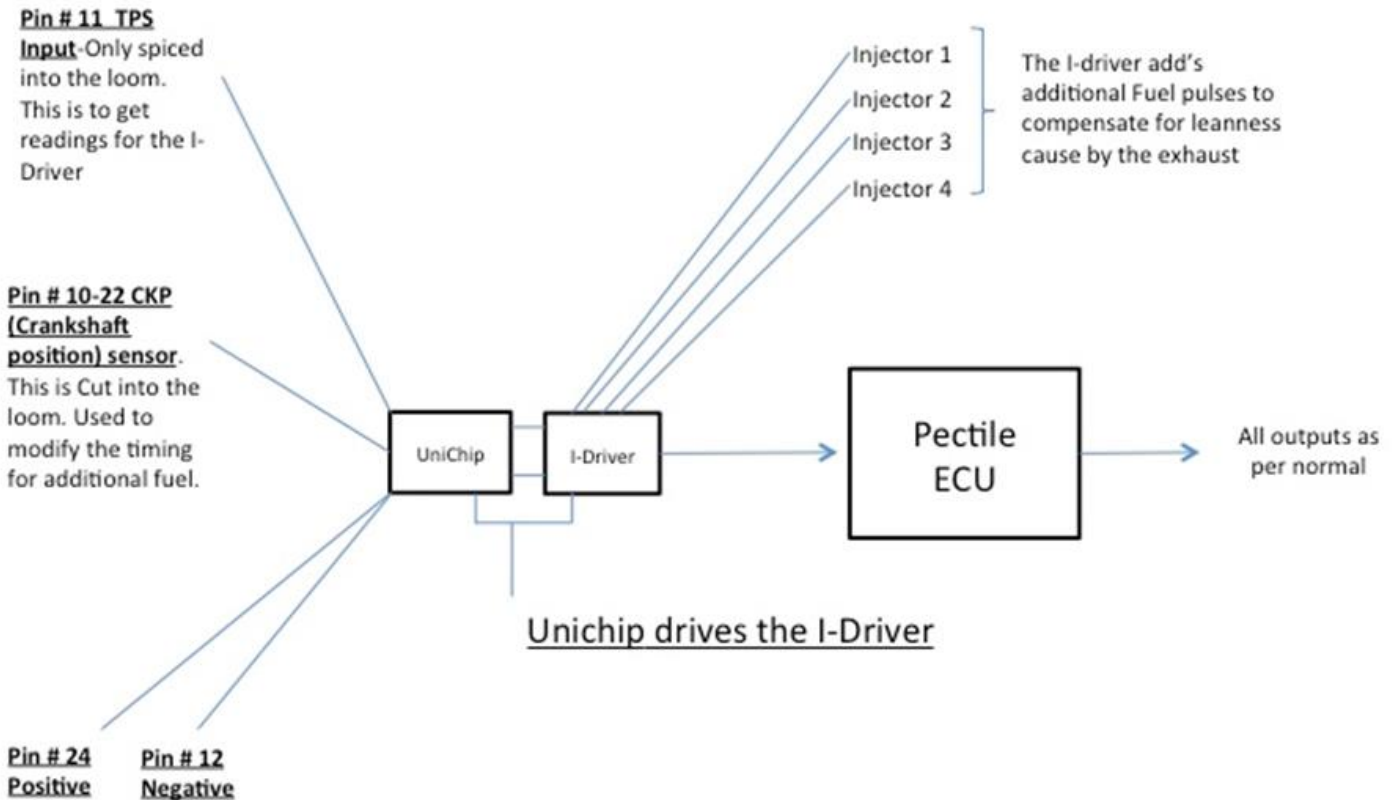 Pin # 11 TPS
Input-Only spiced
into the loom.
This is to get
readings for the I-
Driver
Injector 1
Injector 2
Injector 3
Injector 4
The I-driver add's
additional Fuel pulses to
compensate for leanness
cause by the exhaust
Pin # 10-22 CKP
(Crankshaft
position) sensor.
This is Cut into the
loom. Used to
modify the timing
for additional fuel.
UniChip
I-Driver
Pectile
ECU
All outputs as
per normal
Unichip drives the I-Driver
Pin # 24
Positive
Pin # 12
Negative